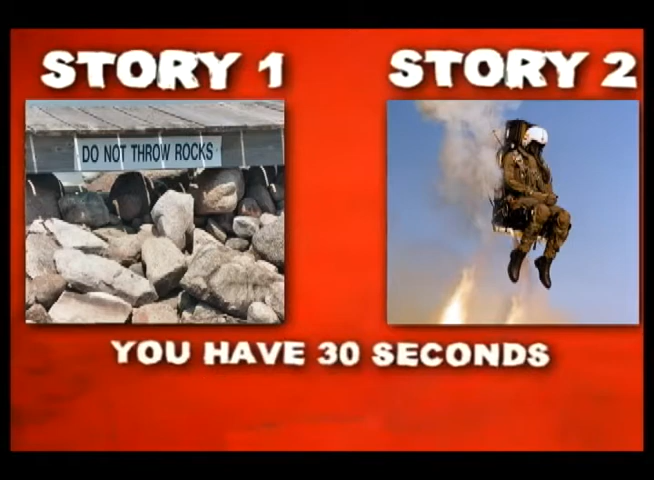 STORY 1
STORY 2
DO NOT THROW ROCKS
YOU HAVE 30 SECONDS